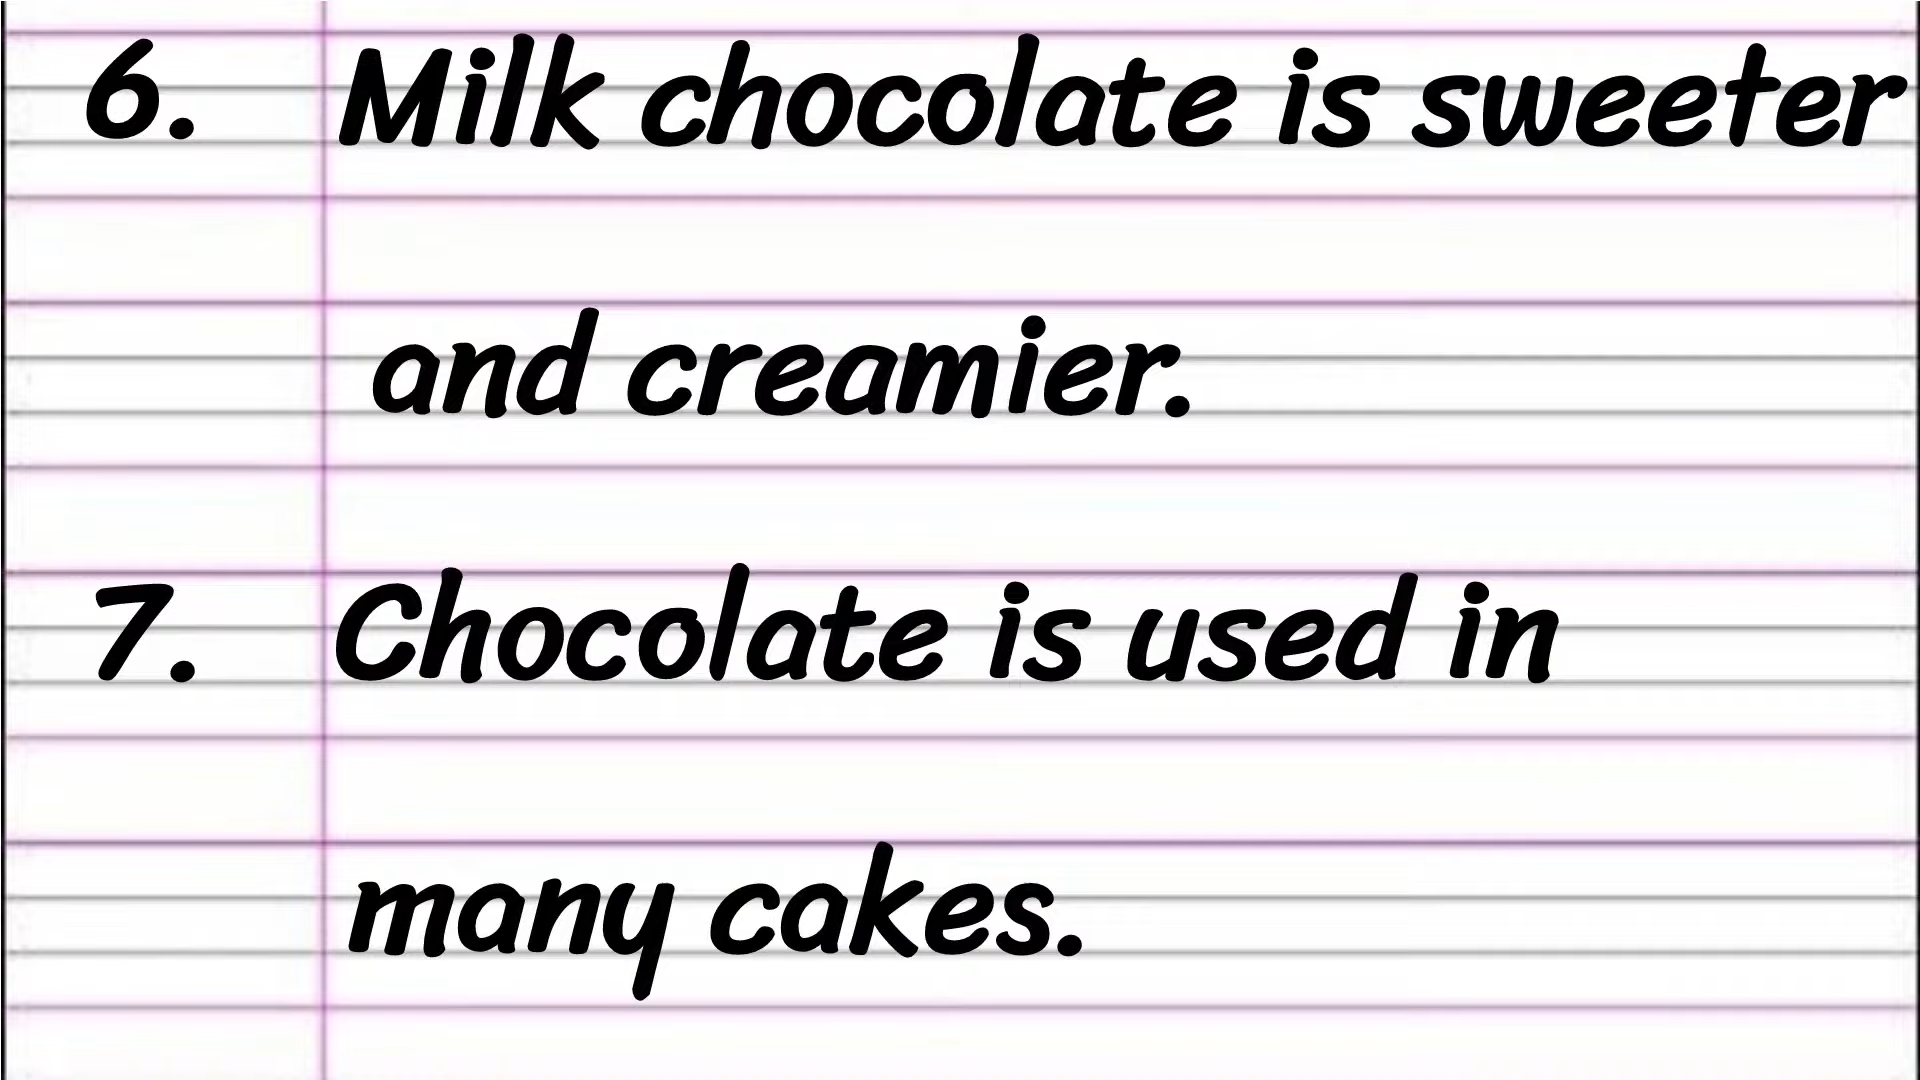 6. Milk chocolate is sweeter
and creamier.
7. Chocolate is used in
many cakes.